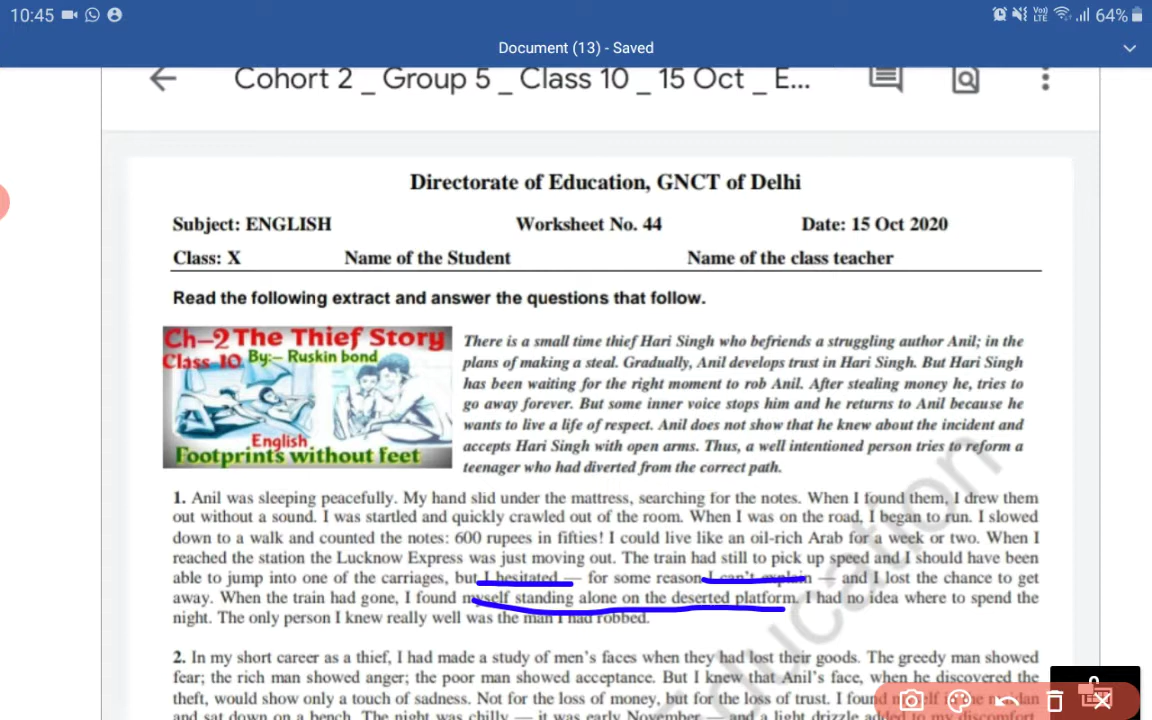 10:45
Vo)) LTE 64%
Document (13) - Saved
Cohort 2 _ Group 5 _ Class 10 _ 15 Oct _ E...
Directorate of Education, GNCT of Delhi
Subject: ENGLISH Worksheet No. 44 Date: 15 Oct 2020
Class: X Name of the Student Name of the class teacher
Read the following extract and answer the questions that follow.
Ch-2 The Thief Story
Class 10 By:- Ruskin bond
English
Footprints without feet
There is a small time thief Hari Singh who befriends a struggling author Anil; in the
plans of making a steal. Gradually, Anil develops trust in Hari Singh. But Hari Singh
has been waiting for the right moment to rob Anil. After stealing money he, tries to
go away forever. But some inner voice stops him and he returns to Anil because he
wants to live a life of respect. Anil does not show that he knew about the incident and
accepts Hari Singh with open arms. Thus, a well intentioned person tries to reform a
teenager who had diverted from the correct path.
1. Anil was sleeping peacefully. My hand slid under the mattress, searching for the notes. When I found them, I drew them
out without a sound. I was startled and quickly crawled out of the room. When I was on the road, I began to run. I slowed
down to a walk and counted the notes: 600 rupees in fifties! I could live like an oil-rich Arab for a week or two. When I
reached the station the Lucknow Express was just moving out. The train had still to pick up speed and I should have been
able to jump into one of the carriages, but I hesitated — for some reason I can't explain — and I lost the chance to get
away. When the train had gone, I found myself standing alone on the deserted platform. I had no idea where to spend the
night. The only person I knew really well was the man I had robbed.
2. In my short career as a thief, I had made a study of men's faces when they had lost their goods. The greedy man showed
fear; the rich man showed anger; the poor man showed acceptance. But I knew that Anil's face, when he discovered the
theft, would show only a touch of sadness. Not for the loss of money, but for the loss of trust. I found
and sat down on a bench. The night was chilly — it was early November — and a light drizzle added to my discomfort
ducation